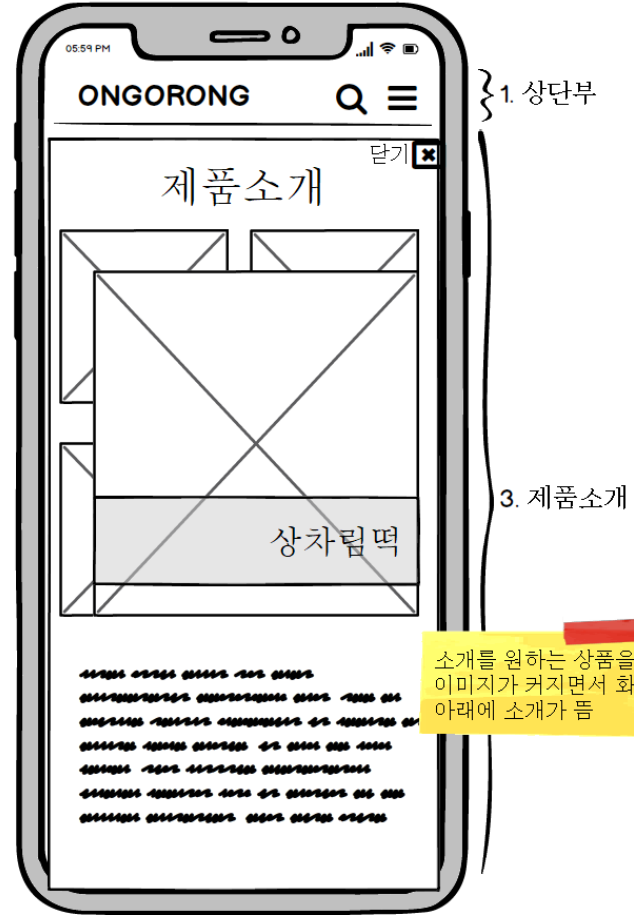 05:59 PM
ONGORONG
1. 상단부
닫기
제품소개
상차림떡
3. 제품소개
소개를 원하는 상품을
이미지가 커지면서 화
아래에 소개가 뜸